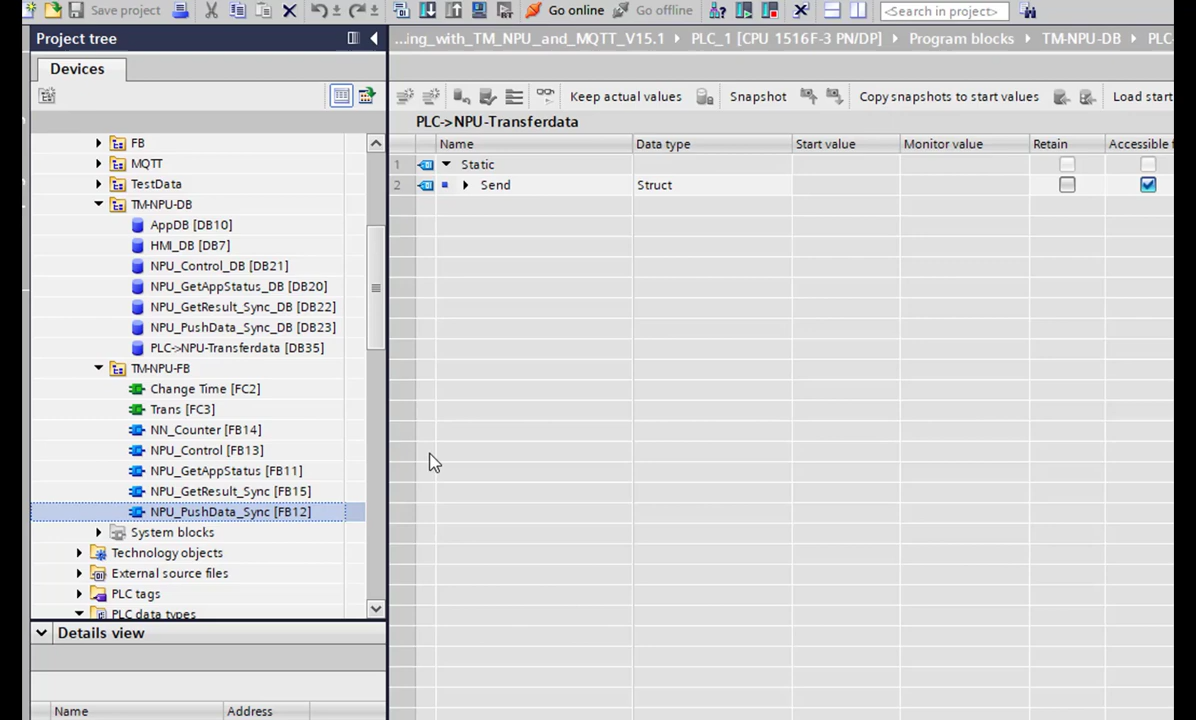 Save project
Go online
Go offline
<Search in project>
Project tree
...ing_with_TM_NPU_and_MQTT_V15.1 PLC_1 [CPU 1516F-3 PN/DP] Program blocks TM-NPU-DB PLC-
Devices
Keep actual values
Snapshot
Copy snapshots to start values
Load start
PLC->NPU-Transferdata
Name Data type Start value Monitor value Retain Accessible
1 Static
2 Send Struct
FB
MQTT
TestData
TM-NPU-DB
AppDB [DB10]
HMI_DB [DB7]
NPU_Control_DB [DB21]
NPU_GetAppStatus_DB [DB20]
NPU_GetResult_Sync_DB [DB22]
NPU_PushData_Sync_DB [DB23]
PLC->NPU-Transferdata [DB35]
TM-NPU-FB
Change Time [FC2]
Trans [FC3]
NN_Counter [FB14]
NPU_Control [FB13]
NPU_GetAppStatus [FB11]
NPU_GetResult_Sync [FB15]
NPU_PushData_Sync [FB12]
System blocks
Technology objects
External source files
PLC tags
PLC data types
Details view
Name Address